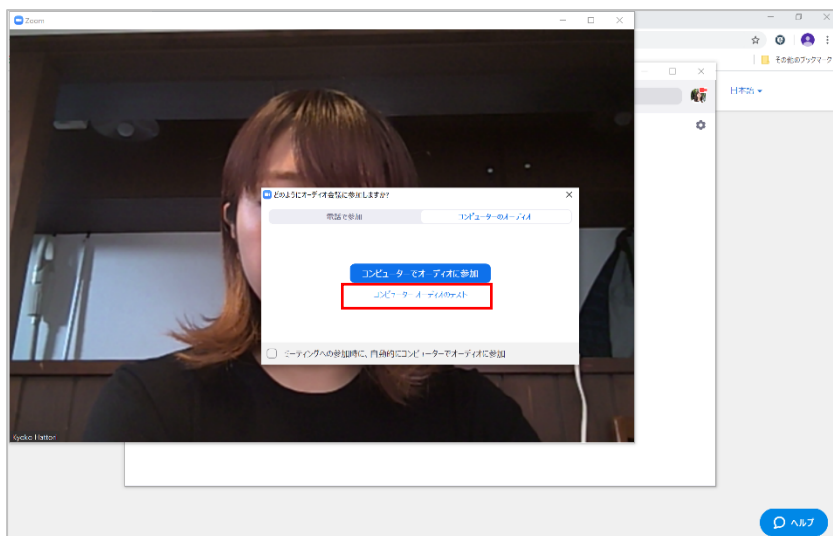 Zoom
その他のブックマーク
日本語
どのようにオーディオ会議に参加しますか?
電話で参加
コンピューターのオーディオ
コンピューターでオーディオに参加
コンピューター オーディオのテスト
ミーティングへの参加時に、自動的にコンピューターでオーディオに参加
Kyoko Hattori
ヘルプ